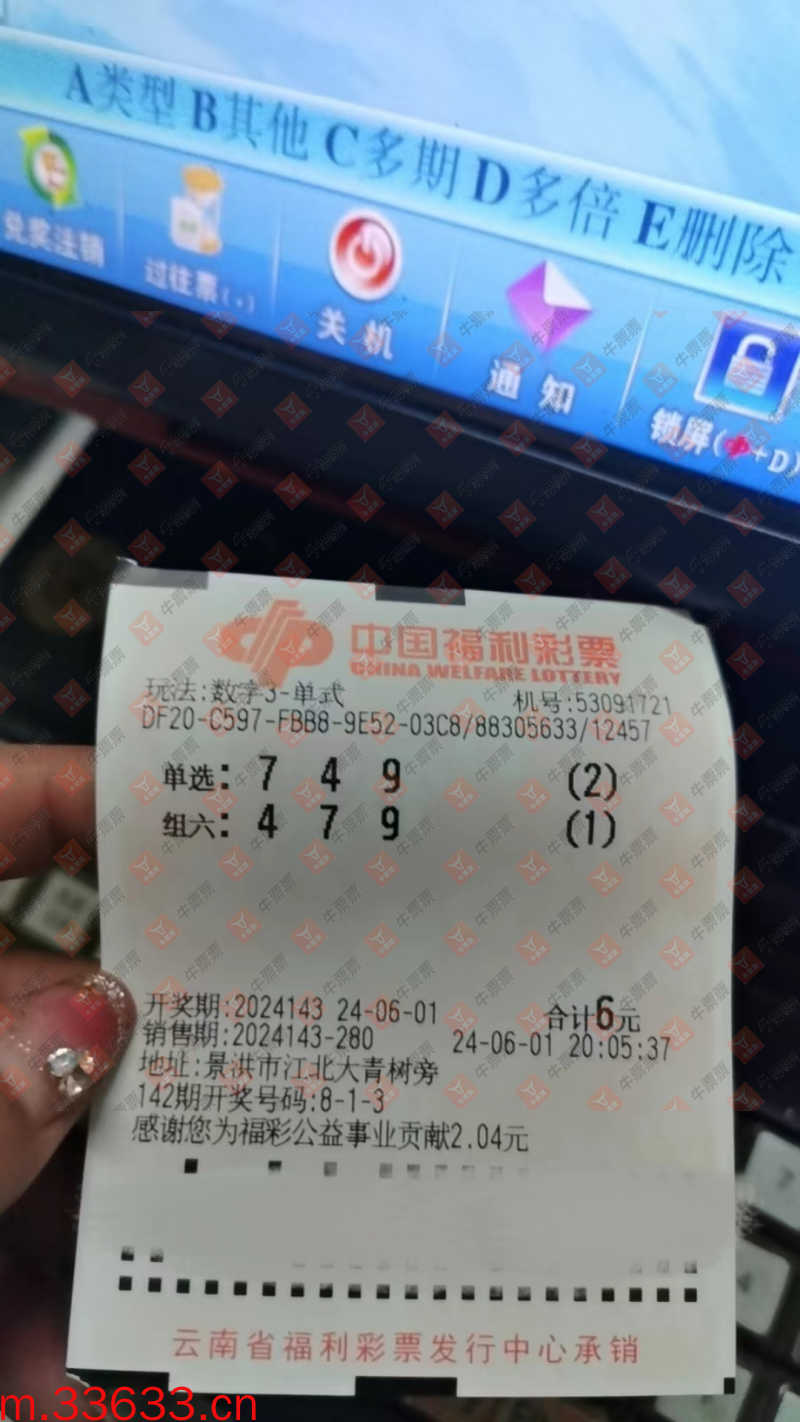 A类型 B其他 C多期 D多倍 E删除
兑奖注销 过往票(.) 关机 通知 锁屏(+D)
中国福利彩票
CHINA WELFARE LOTTERY
玩法:数字3-单式 机号:53091721
DF20-C597-FBB8-9E52-03C8/88305633/12457
单选: 7 4 9 (2)
组六: 4 7 9 (1)
开奖期:2024143 24-06-01 合计6元
销售期:2024143-280 24-06-01 20:05:37
地址:景洪市江北大青树旁
142期开奖号码:8-1-3
感谢您为福彩公益事业贡献2.04元
云南省福利彩票发行中心承销
m.33633.cn
牛票票